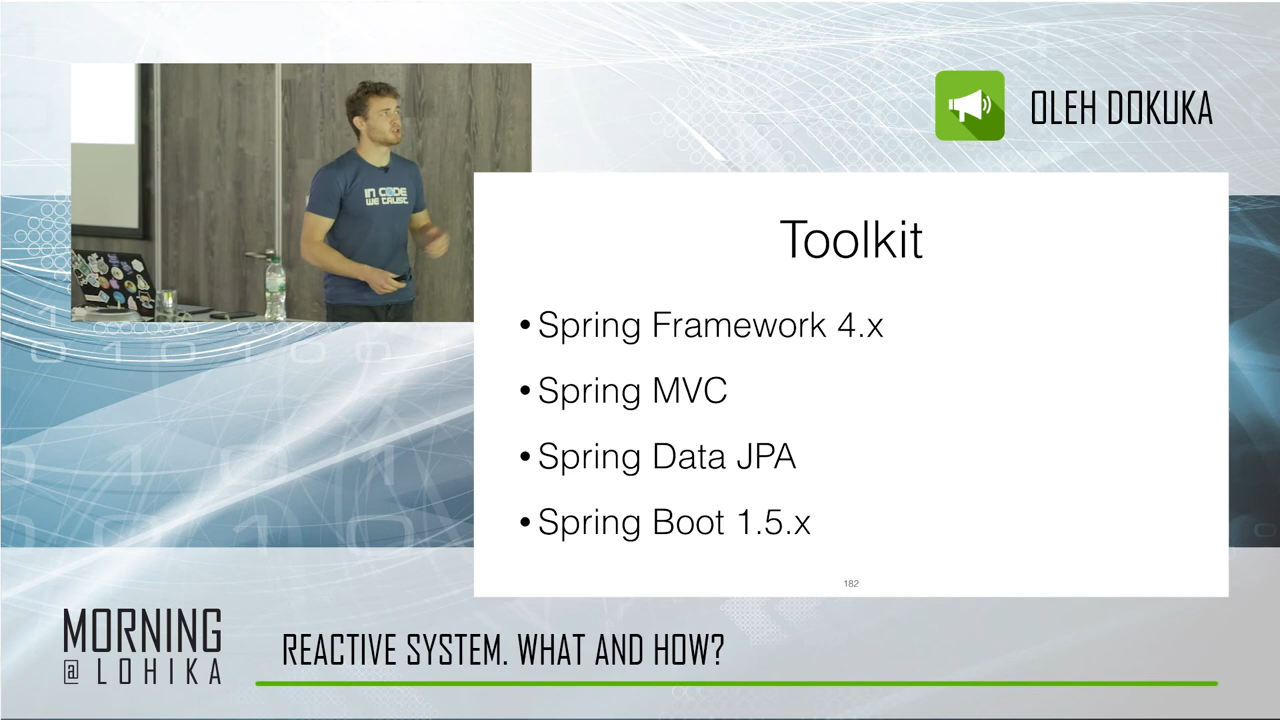 OLEH DOKUKA
IN CODE
WE TRUST
Toolkit
• Spring Framework 4.x
• Spring MVC
• Spring Data JPA
• Spring Boot 1.5.x
182
MORNING
@ LOHIKA
REACTIVE SYSTEM. WHAT AND HOW?